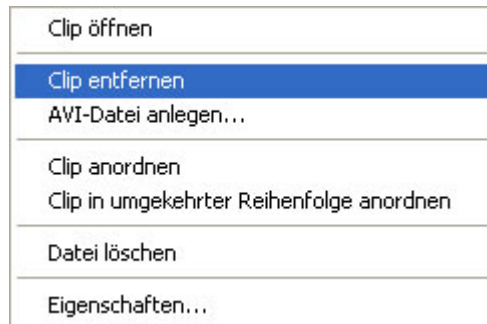 Clip öffnen
Clip entfernen
AVI-Datei anlegen...
Clip anordnen
Clip in umgekehrter Reihenfolge anordnen
Datei löschen
Eigenschaften...